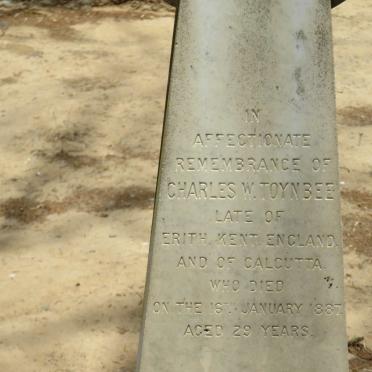 IN
AFFECTIONATE
REMEMBRANCE OF
CHARLES W. TOYNBEE
LATE OF
ERITH, KENT, ENGLAND,
AND OF CALCUTTA,
WHO DIED
ON THE 16TH JANUARY 1887,
AGED 29 YEARS.